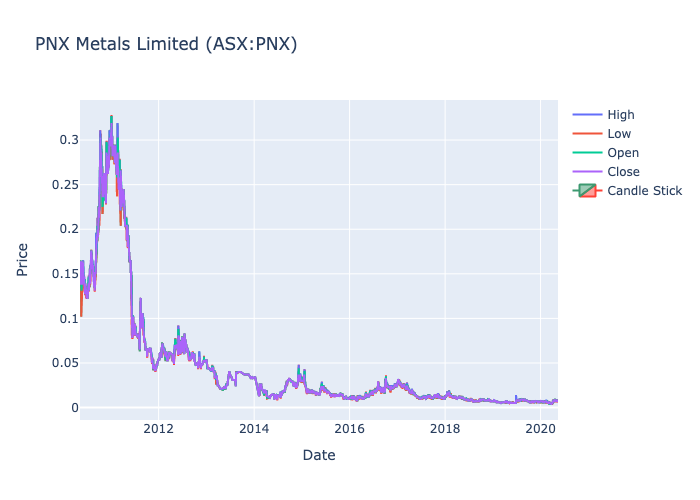 PNX Metals Limited (ASX:PNX)
High
Low
Open
Close
Candle Stick
0.3
0.25
0.2
0.15
0.1
0.05
0
Price
2012 2014 2016 2018 2020
Date